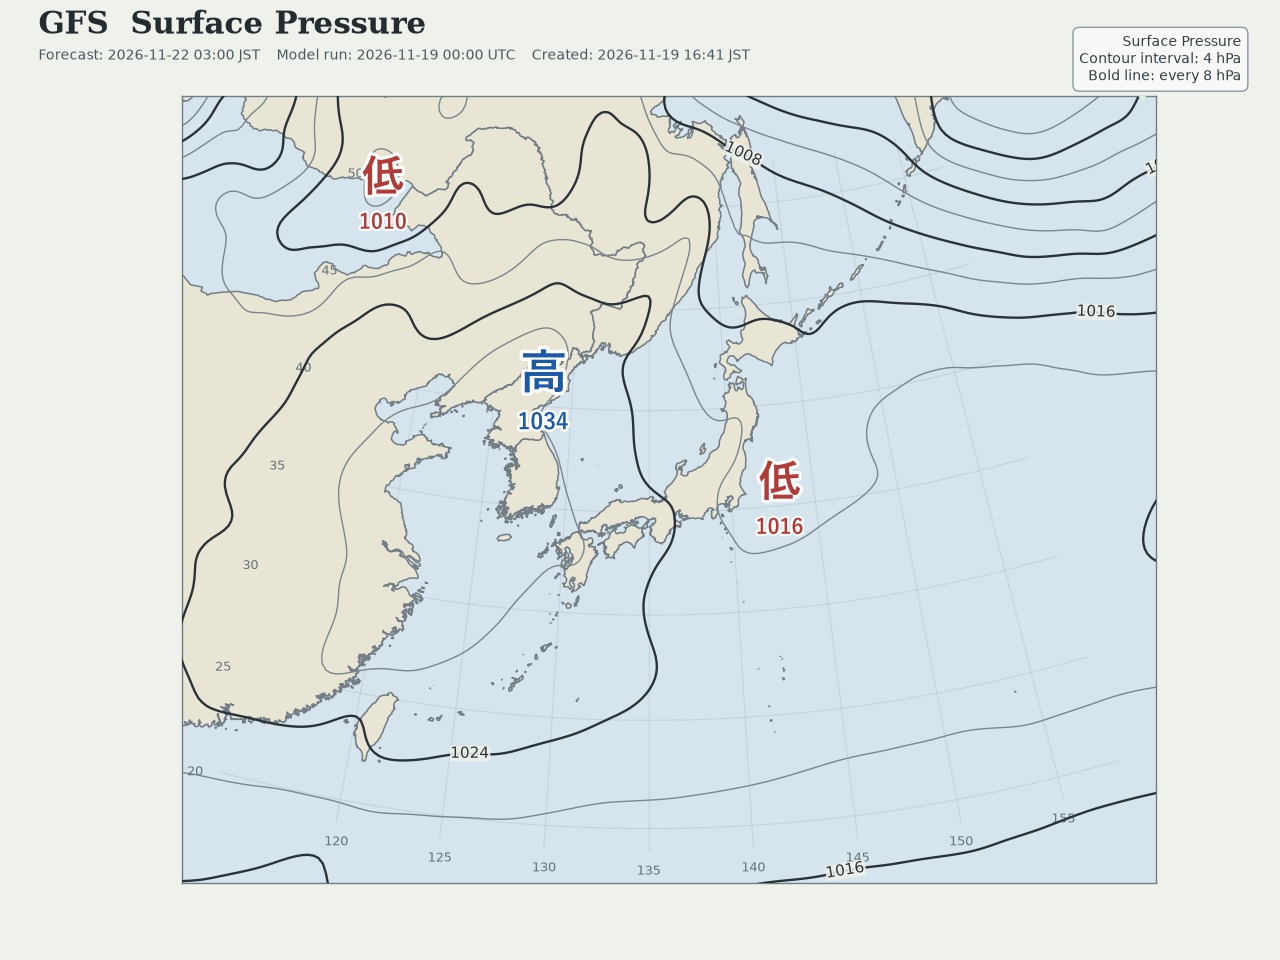 GFS  Surface Pressure
Forecast: 2026-11-22 03:00 JST    Model run: 2026-11-19 00:00 UTC    Created: 2026-11-19 16:41 JST
Surface Pressure
Contour interval: 4 hPa
Bold line: every 8 hPa
1008
50
低
1010
45
1016
40
高
1034
35
低
1016
30
25
1024
20
155
120
150
125
145
130
135
140
1016